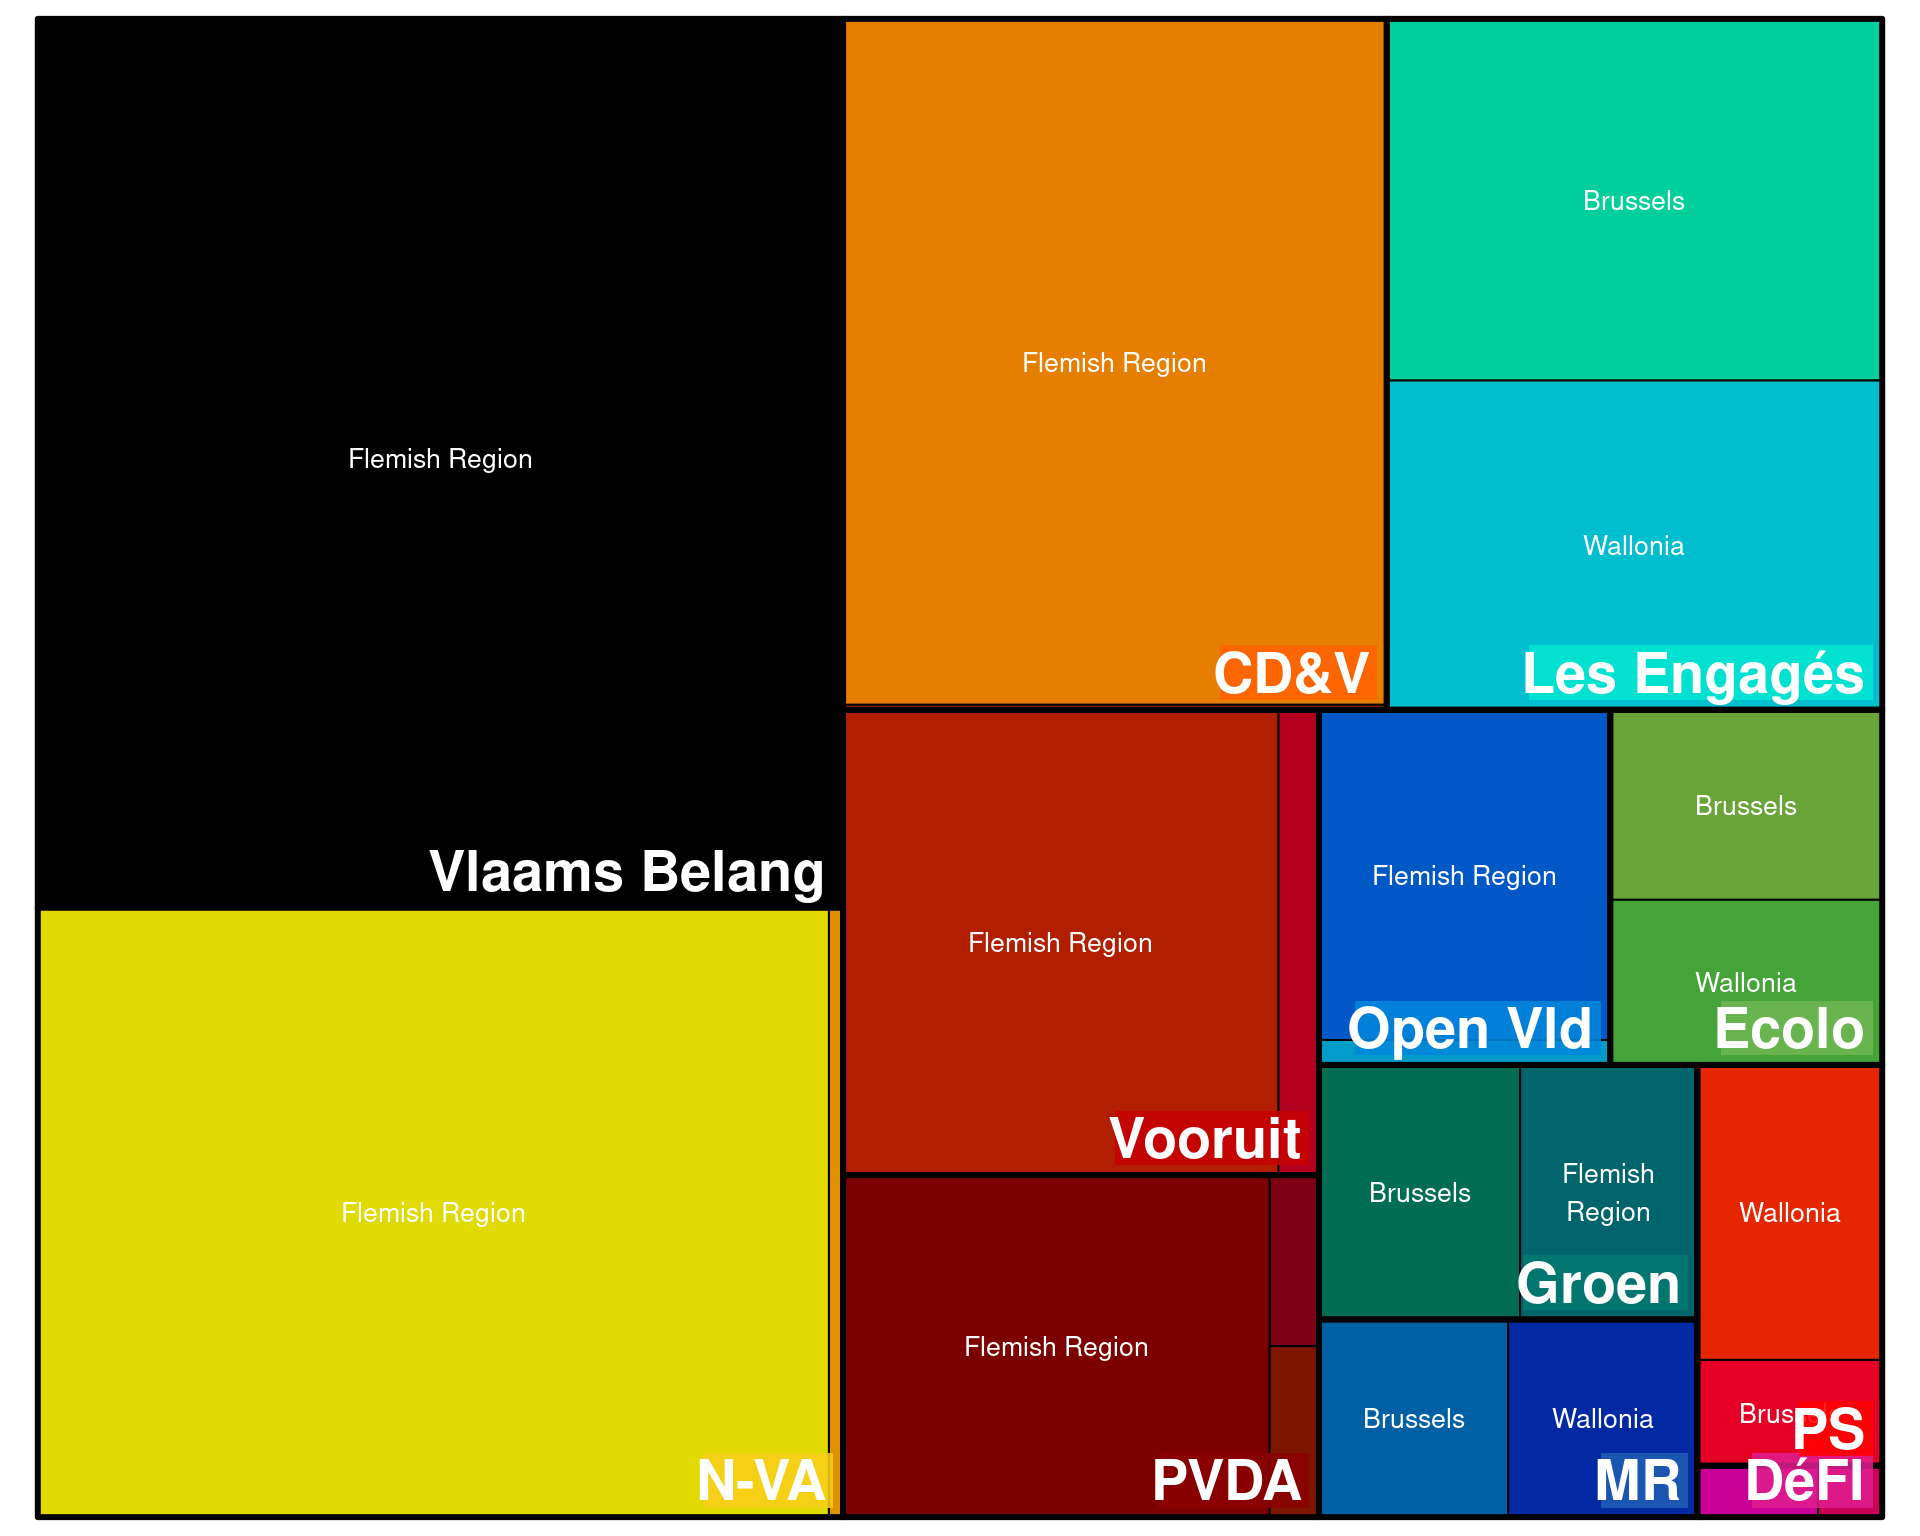 Flemish Region
Vlaams Belang
Flemish Region
N-VA
Flemish Region
CD&V
Brussels
Wallonia
Les Engagés
Flemish Region
Vooruit
Flemish Region
PVDA
Flemish Region
Open Vld
Brussels
Wallonia
Ecolo
Brussels
Flemish
Region
Groen
Brussels
Wallonia
MR
Wallonia
Brussels
PS
DéFI